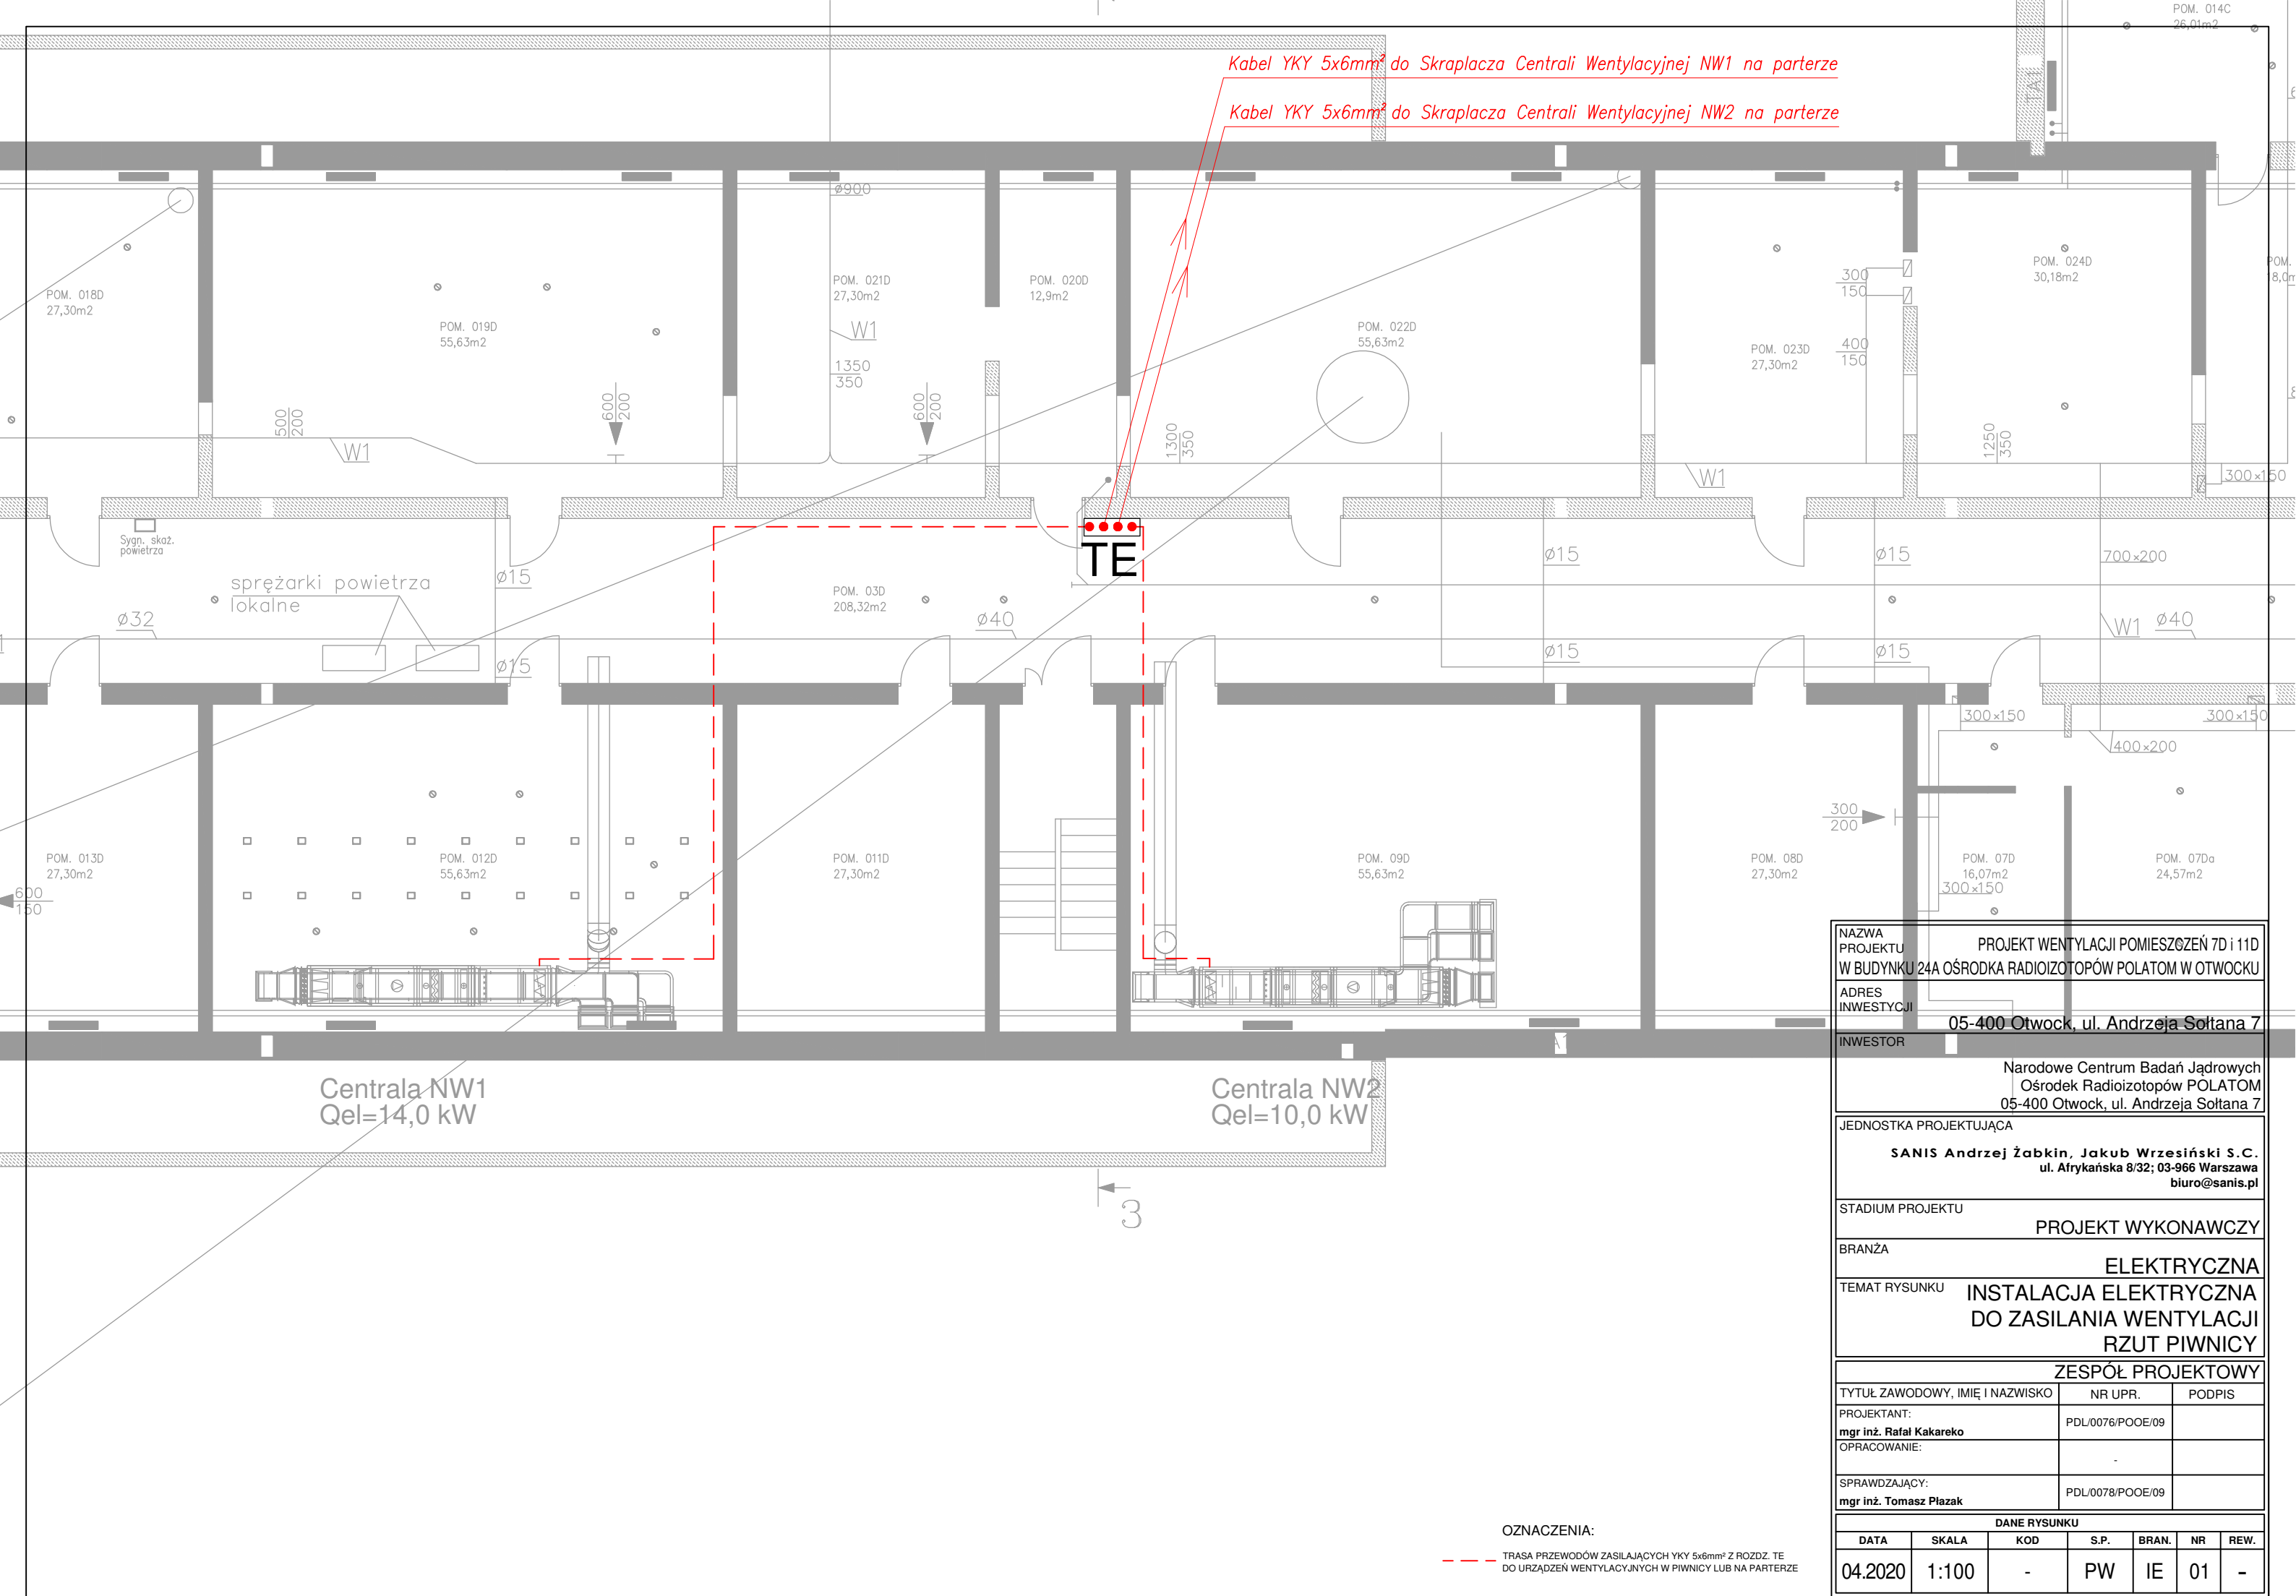 POM. 014C
26,01m2
Kabel YKY 5x6mm² do Skraplacza Centrali Wentylacyjnej NW1 na parterze
Kabel YKY 5x6mm² do Skraplacza Centrali Wentylacyjnej NW2 na parterze
TA1
ø900
POM. 018D
27,30m2
POM. 019D
55,63m2
POM. 021D
27,30m2
POM. 020D
12,9m2
POM. 022D
55,63m2
POM. 023D
27,30m2
POM. 024D
30,18m2
POM.
300
150
400
150
W1
1350
350
500
200
600
200
600
200
1300
350
1250
350
W1
W1
300×150
Sygn. skaż.
powietrza
TE
sprężarki powietrza
lokalne
ø15
ø15
ø15
700×200
POM. 03D
208,32m2
ø32
ø40
W1
ø40
ø15
ø15
ø15
300×150
300×150
400×200
300
200
POM. 013D
27,30m2
POM. 012D
55,63m2
POM. 011D
27,30m2
POM. 09D
55,63m2
POM. 08D
27,30m2
POM. 07D
16,07m2
POM. 07Da
24,57m2
300×150
600
150
A1
Centrala NW1
Qel=14,0 kW
Centrala NW2
Qel=10,0 kW
3
NAZWA
PROJEKTU
PROJEKT WENTYLACJI POMIESZSZEŃ 7D i 11D
W BUDYNKU 24A OŚRODKA RADIOIZOTOPÓW POLATOM W OTWOCKU
ADRES
INWESTYCJI
05-400 Otwock, ul. Andrzeja Sołtana 7
INWESTOR
Narodowe Centrum Badań Jądrowych
Ośrodek Radioizotopów POLATOM
05-400 Otwock, ul. Andrzeja Sołtana 7
JEDNOSTKA PROJEKTUJĄCA
SANIS Andrzej Żabkin, Jakub Wrzesiński S.C.
ul. Afrykańska 8/32; 03-966 Warszawa
biuro@sanis.pl
STADIUM PROJEKTU
PROJEKT WYKONAWCZY
BRANŻA
ELEKTRYCZNA
TEMAT RYSUNKU
INSTALACJA ELEKTRYCZNA
DO ZASILANIA WENTYLACJI
RZUT PIWNICY
ZESPÓŁ PROJEKTOWY
TYTUŁ ZAWODOWY, IMIĘ I NAZWISKO NR UPR. PODPIS
PROJEKTANT:
mgr inż. Rafał Kakareko PDL/0076/POOE/09
OPRACOWANIE:
-
SPRAWDZAJĄCY:
mgr inż. Tomasz Płazak PDL/0078/POOE/09
DANE RYSUNKU
DATA SKALA KOD S.P. BRAN. NR REW.
04.2020 1:100 - PW IE 01 -
OZNACZENIA:
TRASA PRZEWODÓW ZASILAJĄCYCH YKY 5x6mm² Z ROZDZ. TE
DO URZĄDZEŃ WENTYLACYJNYCH W PIWNICY LUB NA PARTERZE